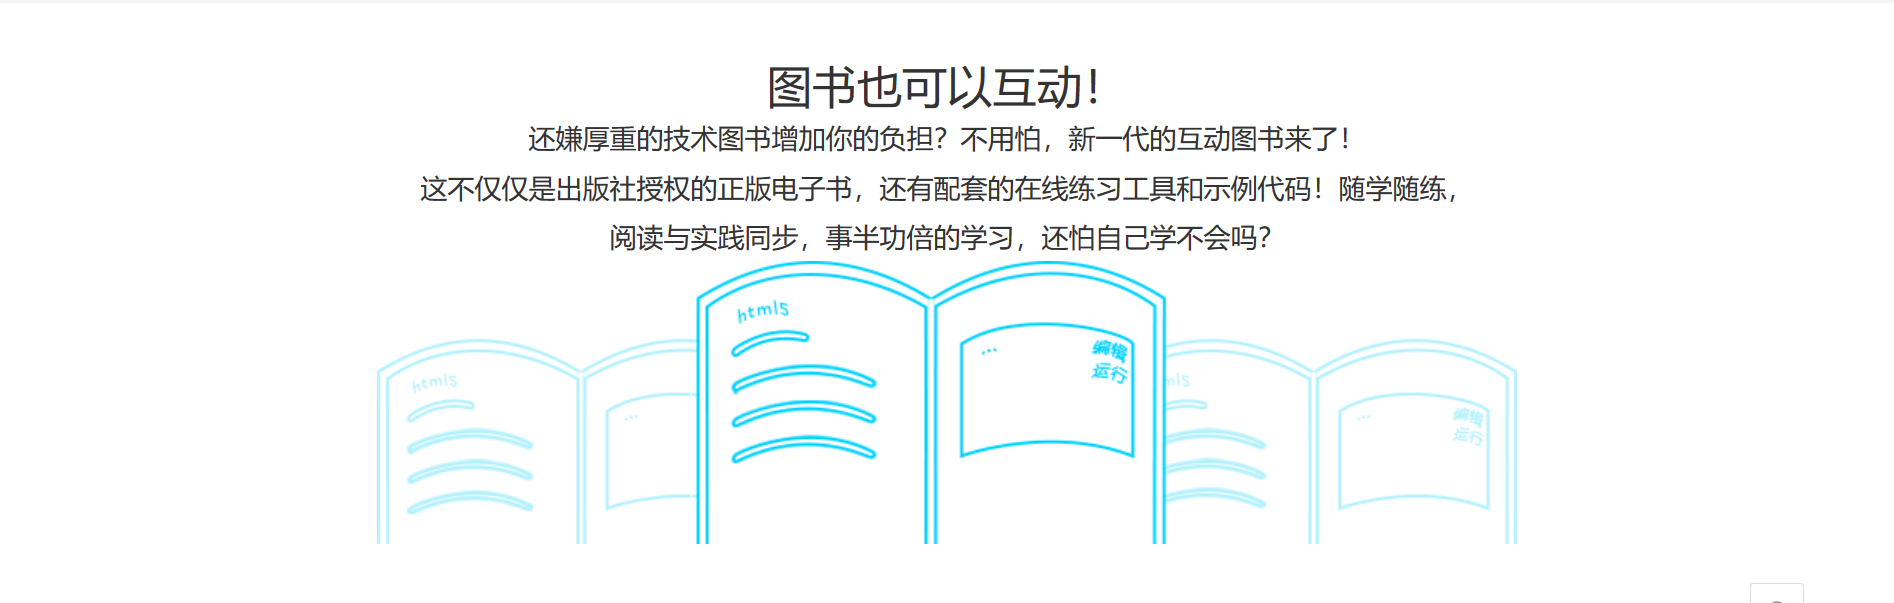 图书也可以互动！
还嫌厚重的技术图书增加你的负担？不用怕，新一代的互动图书来了！
这不仅仅是出版社授权的正版电子书，还有配套的在线练习工具和示例代码！随学随练，
阅读与实践同步，事半功倍的学习，还怕自己学不会吗？
html5
...
编辑
运行
html5
...
ml5
...
编辑
运行